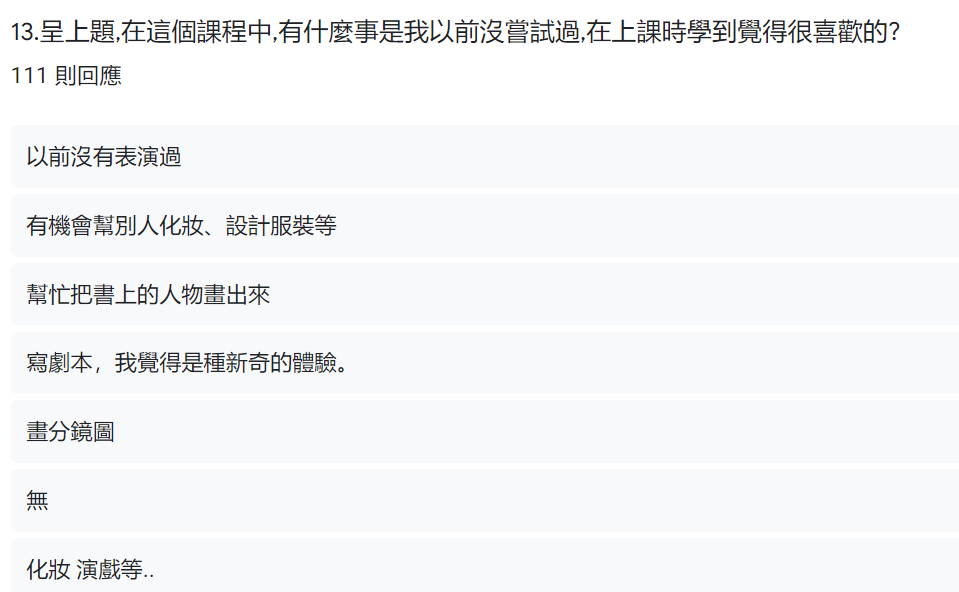 13.呈上題,在這個課程中,有什麼事是我以前沒嘗試過,在上課時學到覺得很喜歡的?
111 則回應
以前沒有表演過
有機會幫別人化妝、設計服裝等
幫忙把書上的人物畫出來
寫劇本，我覺得是種新奇的體驗。
畫分鏡圖
無
化妝 演戲等..